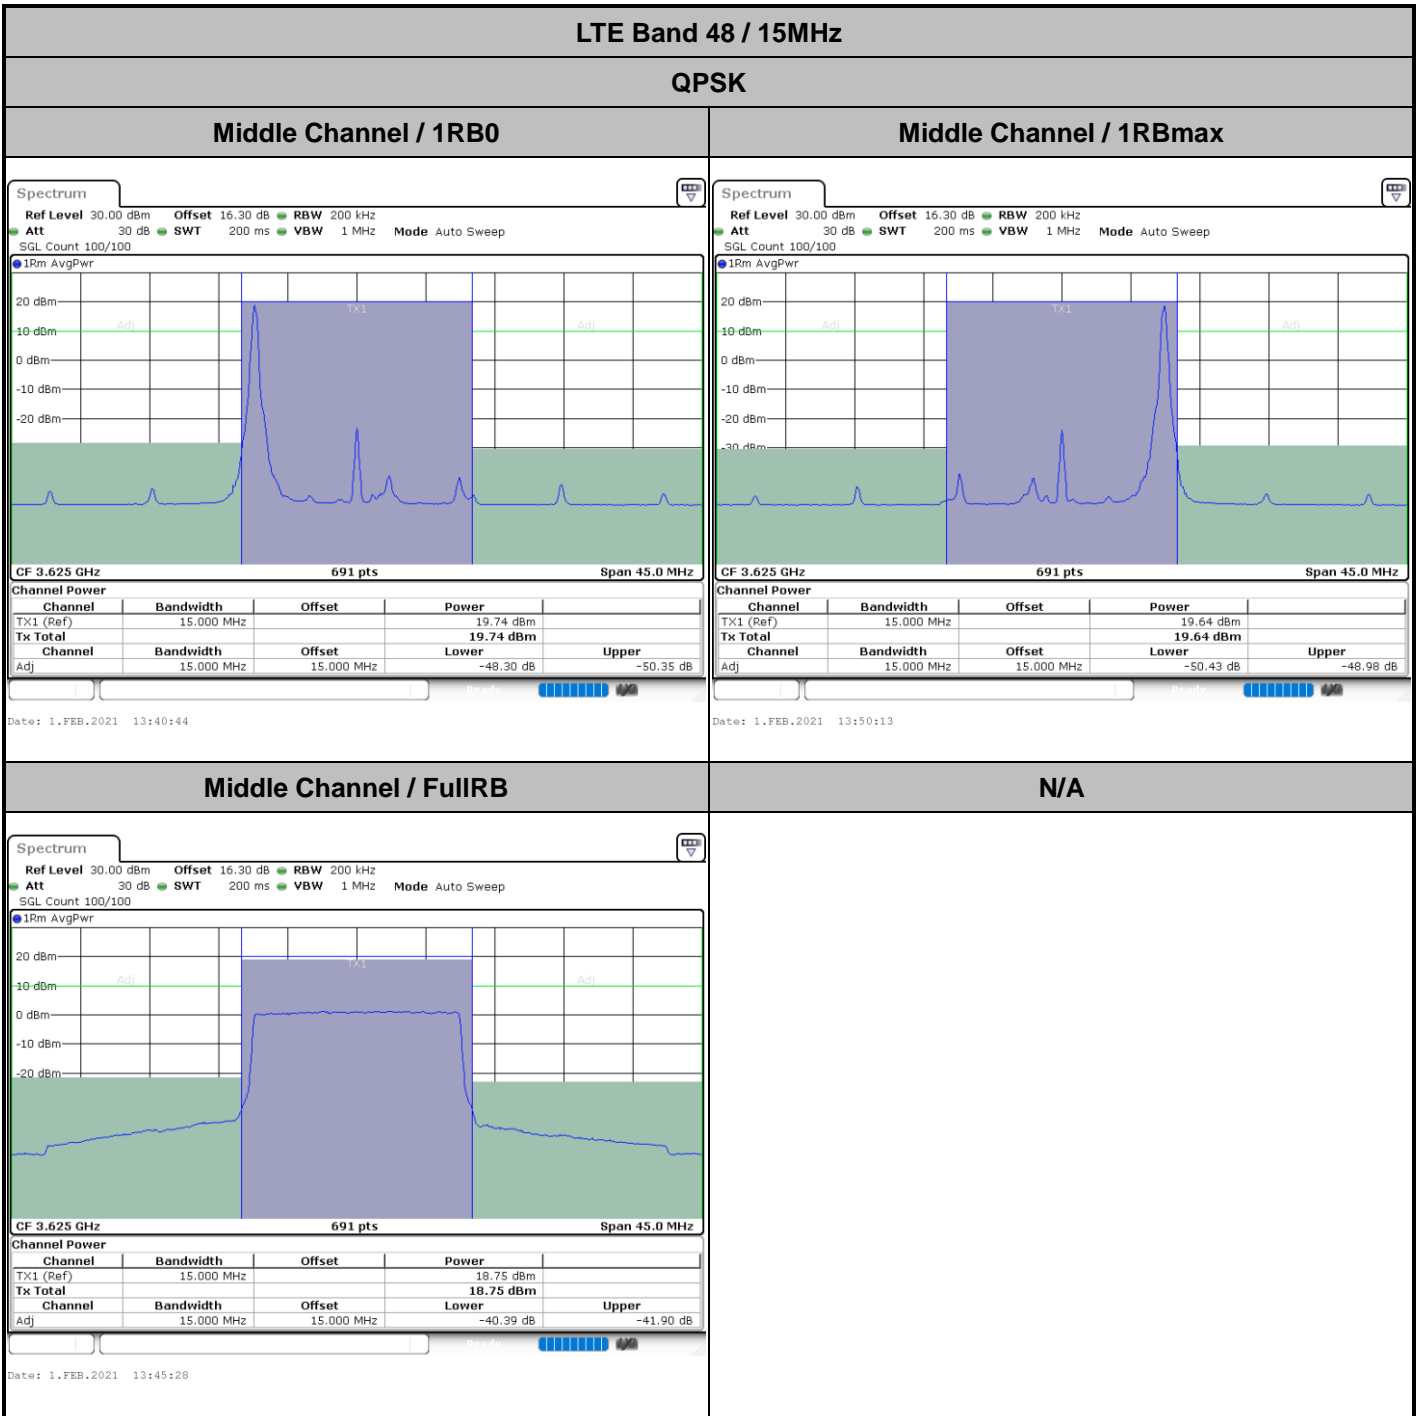 LTE Band 48 / 15MHz
QPSK
Middle Channel / 1RB0
Middle Channel / 1RBmax
Spectrum
Ref Level 30.00 dBm Offset 16.30 dB RBW 200 kHz
Att 30 dB SWT 200 ms VBW 1 MHz Mode Auto Sweep
SGL Count 100/100
1Rm AvgPwr
TX1
Adj
Adj
20 dBm
10 dBm
0 dBm
-10 dBm
-20 dBm
CF 3.625 GHz 691 pts Span 45.0 MHz
Channel Power
Channel Bandwidth Offset Power
TX1 (Ref) 15.000 MHz 19.74 dBm
Tx Total 19.74 dBm
Channel Bandwidth Offset Lower Upper
Adj 15.000 MHz 15.000 MHz -48.30 dB -50.35 dB
Ready
Date: 1.FEB.2021 13:40:44
Spectrum
Ref Level 30.00 dBm Offset 16.30 dB RBW 200 kHz
Att 30 dB SWT 200 ms VBW 1 MHz Mode Auto Sweep
SGL Count 100/100
1Rm AvgPwr
TX1
Adj
Adj
20 dBm
10 dBm
0 dBm
-10 dBm
-20 dBm
-30 dBm
CF 3.625 GHz 691 pts Span 45.0 MHz
Channel Power
Channel Bandwidth Offset Power
TX1 (Ref) 15.000 MHz 19.64 dBm
Tx Total 19.64 dBm
Channel Bandwidth Offset Lower Upper
Adj 15.000 MHz 15.000 MHz -50.43 dB -48.98 dB
Ready
Date: 1.FEB.2021 13:50:13
Middle Channel / FullRB
N/A
Spectrum
Ref Level 30.00 dBm Offset 16.30 dB RBW 200 kHz
Att 30 dB SWT 200 ms VBW 1 MHz Mode Auto Sweep
SGL Count 100/100
1Rm AvgPwr
TX1
Adj
Adj
20 dBm
10 dBm
0 dBm
-10 dBm
-20 dBm
CF 3.625 GHz 691 pts Span 45.0 MHz
Channel Power
Channel Bandwidth Offset Power
TX1 (Ref) 15.000 MHz 18.75 dBm
Tx Total 18.75 dBm
Channel Bandwidth Offset Lower Upper
Adj 15.000 MHz 15.000 MHz -40.39 dB -41.90 dB
Ready
Date: 1.FEB.2021 13:45:28